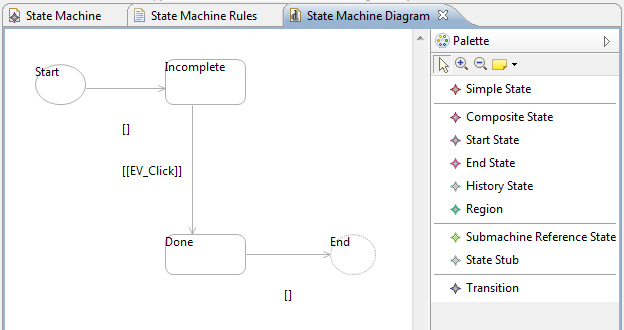 State Machine
State Machine Rules
State Machine Diagram
Start
Incomplete
[]
[[EV_Click]]
Done
End
[]
Palette
Simple State
Composite State
Start State
End State
History State
Region
Submachine Reference State
State Stub
Transition